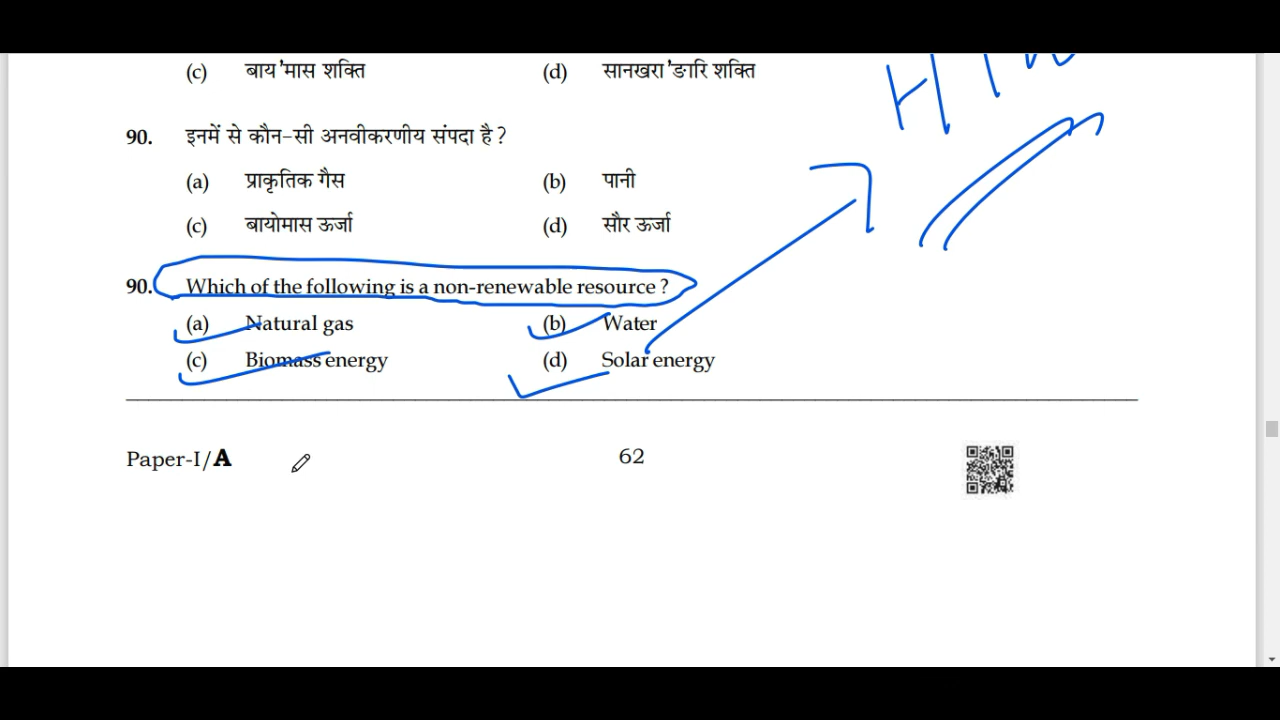 (c) बाय'मास शक्ति (d) सानखरा'ङारि शक्ति
90. इनमें से कौन-सी अनवीकरणीय संपदा है ?
(a) प्राकृतिक गैस (b) पानी
(c) बायोमास ऊर्जा (d) सौर ऊर्जा
90. Which of the following is a non-renewable resource ?
(a) Natural gas (b) Water
(c) Biomass energy (d) Solar energy
Paper-I/A 62